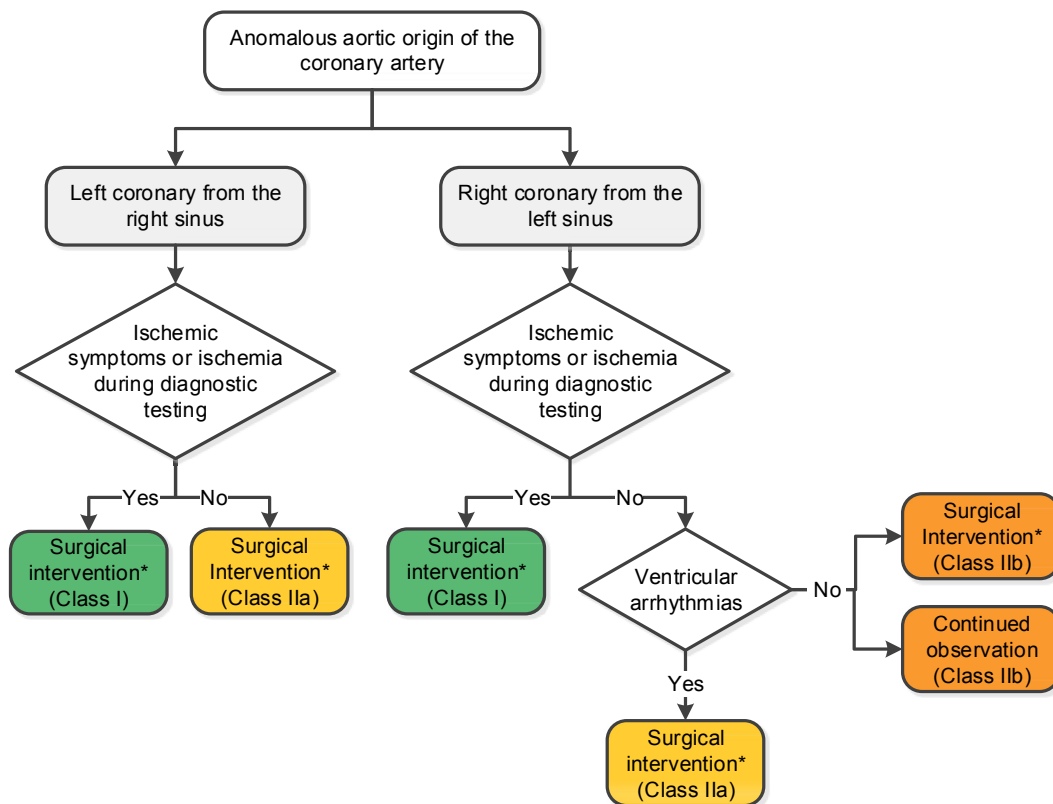 Anomalous aortic origin of the
coronary artery
Left coronary from the
right sinus
Right coronary from the
left sinus
Ischemic
symptoms or ischemia
during diagnostic
testing
Ischemic
symptoms or ischemia
during diagnostic
testing
Yes
No
Yes
No
Surgical
intervention*
(Class I)
Surgical
Intervention*
(Class IIa)
Surgical
intervention*
(Class I)
Ventricular
arrhythmias
No
Surgical
Intervention*
(Class IIb)
Continued
observation
(Class IIb)
Yes
Surgical
intervention*
(Class IIa)